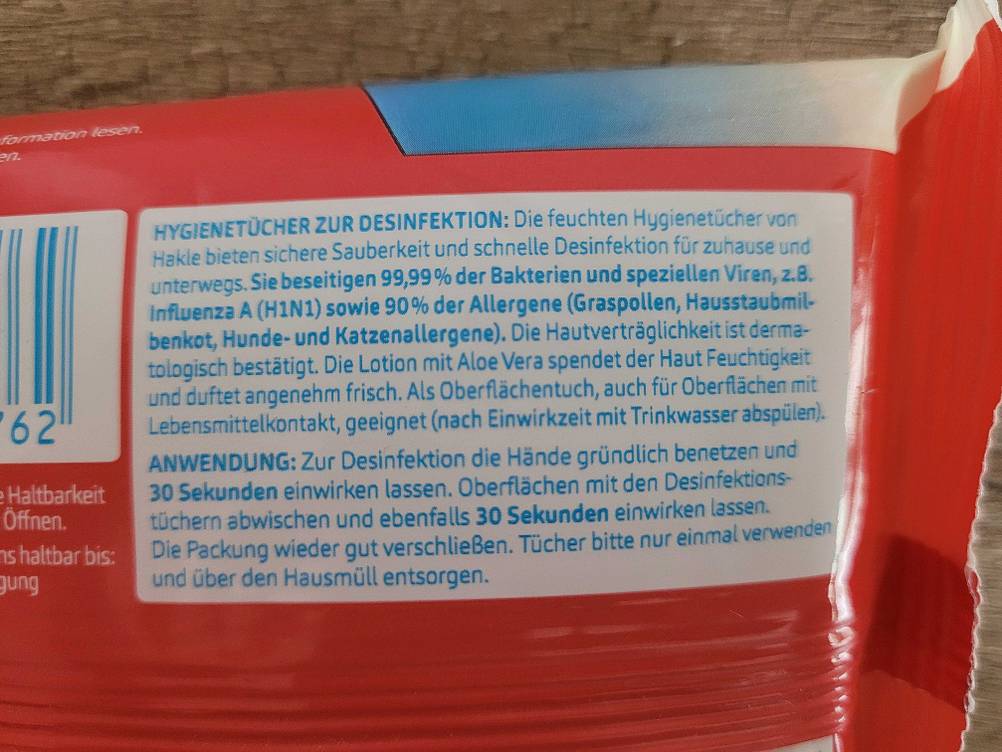 formation lesen.
en.
HYGIENETÜCHER ZUR DESINFEKTION: Die feuchten Hygienetücher von
Hakle bieten sichere Sauberkeit und schnelle Desinfektion für zuhause und
unterwegs. Sie beseitigen 99,99% der Bakterien und speziellen Viren, z.B.
Influenza A (H1N1) sowie 90% der Allergene (Graspollen, Hausstaubmil-
benkot, Hunde- und Katzenallergene). Die Hautverträglichkeit ist derma-
tologisch bestätigt. Die Lotion mit Aloe Vera spendet der Haut Feuchtigkeit
und duftet angenehm frisch. Als Oberflächentuch, auch für Oberflächen mit
Lebensmittelkontakt, geeignet (nach Einwirkzeit mit Trinkwasser abspülen).
ANWENDUNG: Zur Desinfektion die Hände gründlich benetzen und
30 Sekunden einwirken lassen. Oberflächen mit den Desinfektions-
tüchern abwischen und ebenfalls 30 Sekunden einwirken lassen.
Die Packung wieder gut verschließen. Tücher bitte nur einmal verwenden
und über den Hausmüll entsorgen.
762
e Haltbarkeit
Öffnen.
ns haltbar bis:
gung